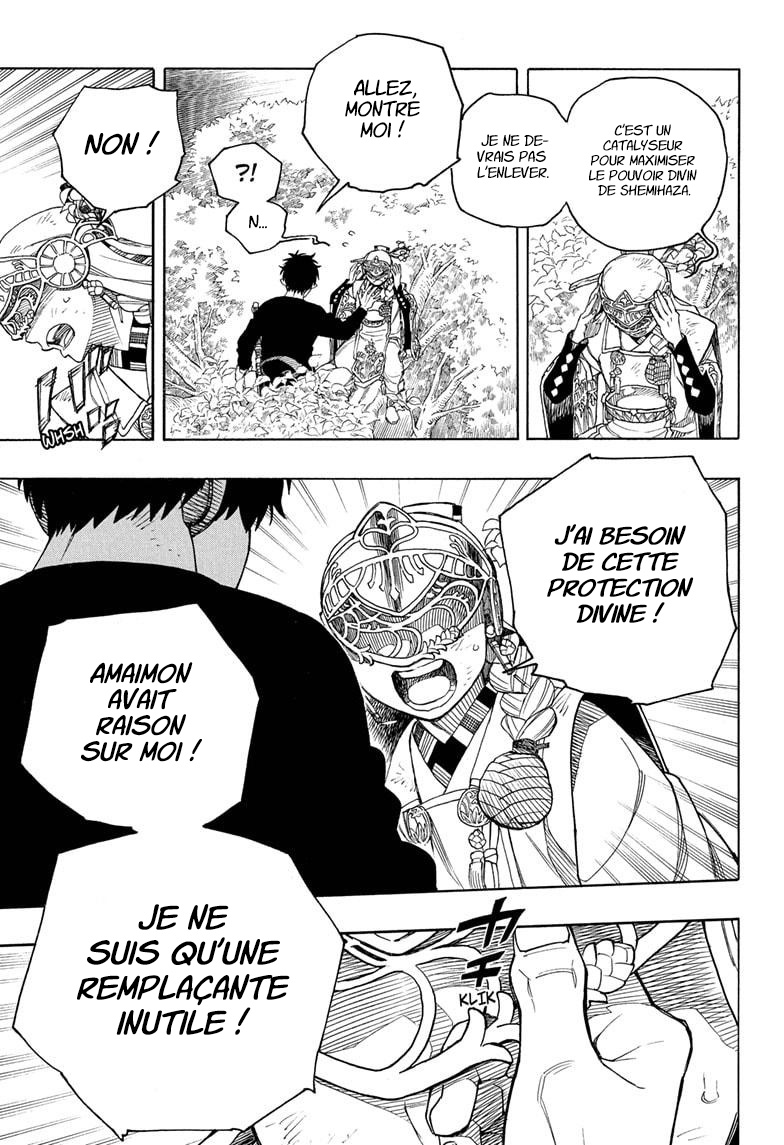 C'EST UN
CATALYSEUR
POUR MAXIMISER
LE POUVOIR DIVIN
DE SHEMIHAZA.
JE NE DE-
VRAIS PAS
L'ENLEVER.
ALLEZ,
MONTRE
MOI !
?!
N...
NON !
WHSH
J'AI BESOIN
DE CETTE
PROTECTION
DIVINE !
AMAIMON
AVAIT
RAISON
SUR MOI !
JE NE
SUIS QU'UNE
REMPLAÇANTE
INUTILE !
カキ
KLIK